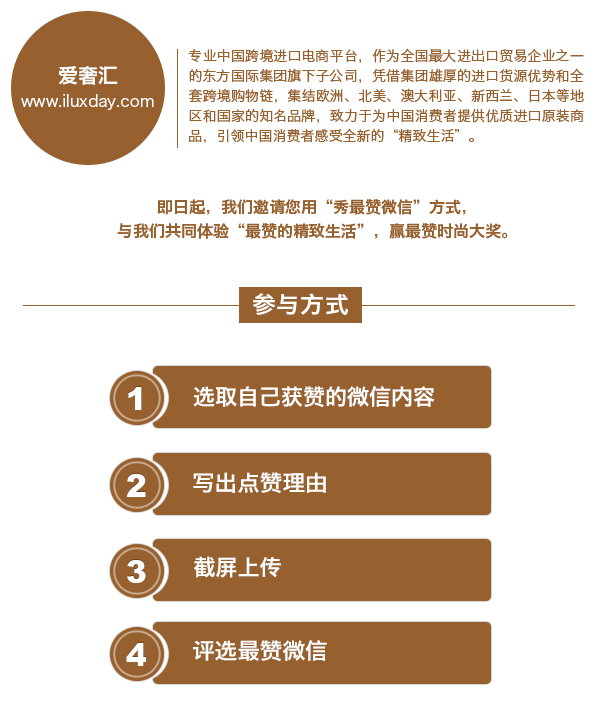 爱奢汇
www.iluxday.com
专业中国跨境进口电商平台，作为全国最大进出口贸易企业之一
的东方国际集团旗下子公司，凭借集团雄厚的进口货源优势和全
套跨境购物链，集结欧洲、北美、澳大利亚、新西兰、日本等地
区和国家的知名品牌，致力于为中国消费者提供优质进口原装商
品，引领中国消费者感受全新的“精致生活”。
即日起，我们邀请您用“秀最赞微信”方式，
与我们共同体验“最赞的精致生活”，赢最赞时尚大奖。
参与方式
1 选取自己获赞的微信内容
2 写出点赞理由
3 截屏上传
4 评选最赞微信